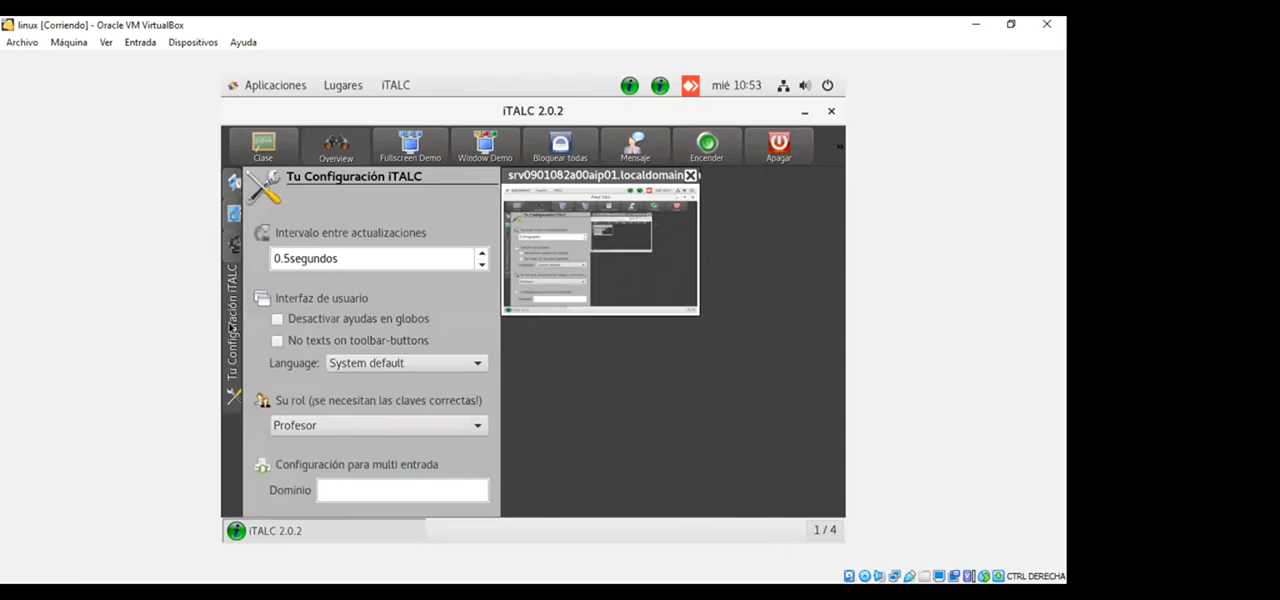 linux [Corriendo] - Oracle VM VirtualBox
Archivo Máquina Ver Entrada Dispositivos Ayuda
Aplicaciones Lugares iTALC mié 10:53
iTALC 2.0.2
Clase Overview Fullscreen Demo Window Demo Bloquear todas Mensaje Encender Apagar »
Tu Configuración iTALC
srv0901082a00aip01.localdomain
Intervalo entre actualizaciones
0.5segundos
Interfaz de usuario
Desactivar ayudas en globos
No texts on toolbar-buttons
Language: System default
Tu Configuración iTALC
Su rol (¡se necesitan las claves correctas!)
Profesor
Configuración para multi entrada
Dominio
iTALC 2.0.2
1 / 4
CTRL DERECHA